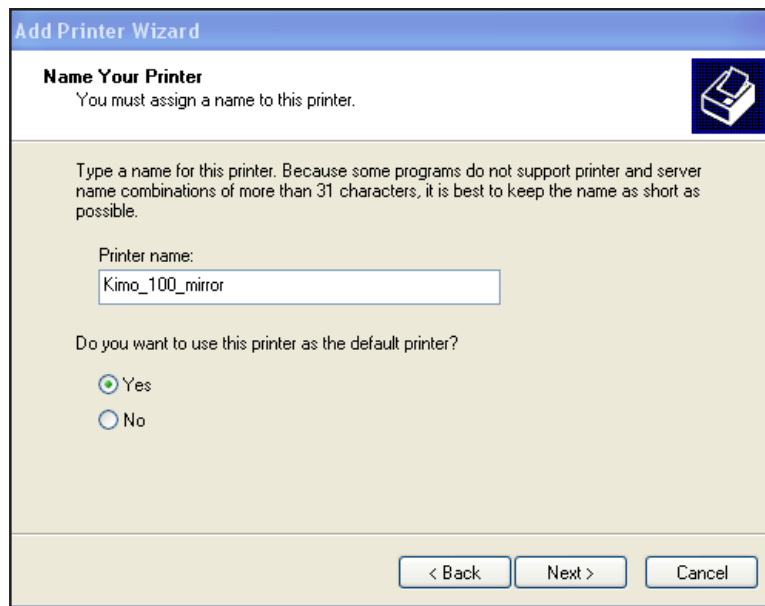 Add Printer Wizard
Name Your Printer
You must assign a name to this printer.
Type a name for this printer. Because some programs do not support printer and server
name combinations of more than 31 characters, it is best to keep the name as short as
possible.
Printer name:
Kimo_100_mirror
Do you want to use this printer as the default printer?
Yes
No
< Back Next > Cancel